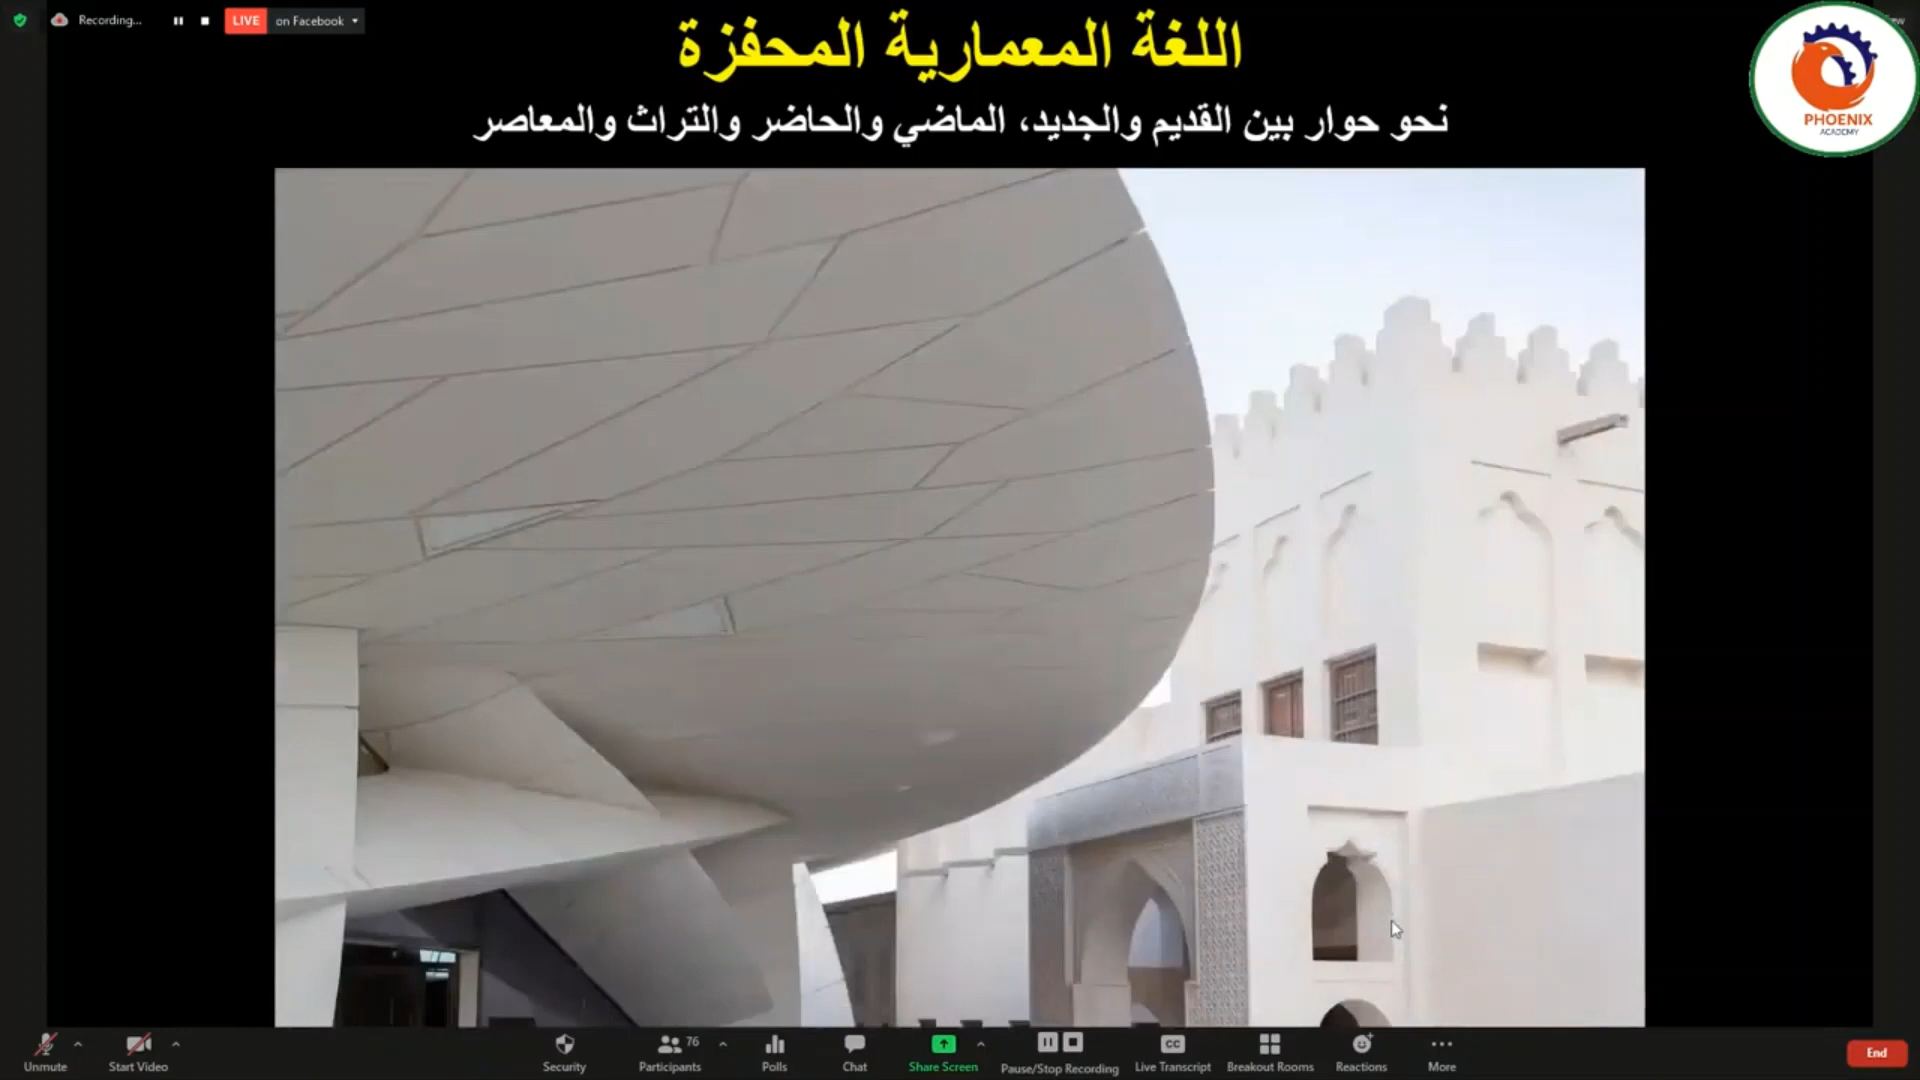 Recording...
LIVE on Facebook
اللغة المعمارية المحفزة
نحو حوار بين القديم والجديد، الماضي والحاضر والتراث والمعاصر
PHOENIX
ACADEMY
Unmute
Start Video
Security
76
Participants
Polls
Chat
Share Screen
Pause/Stop Recording
CC
Live Transcript
Breakout Rooms
Reactions
More
End